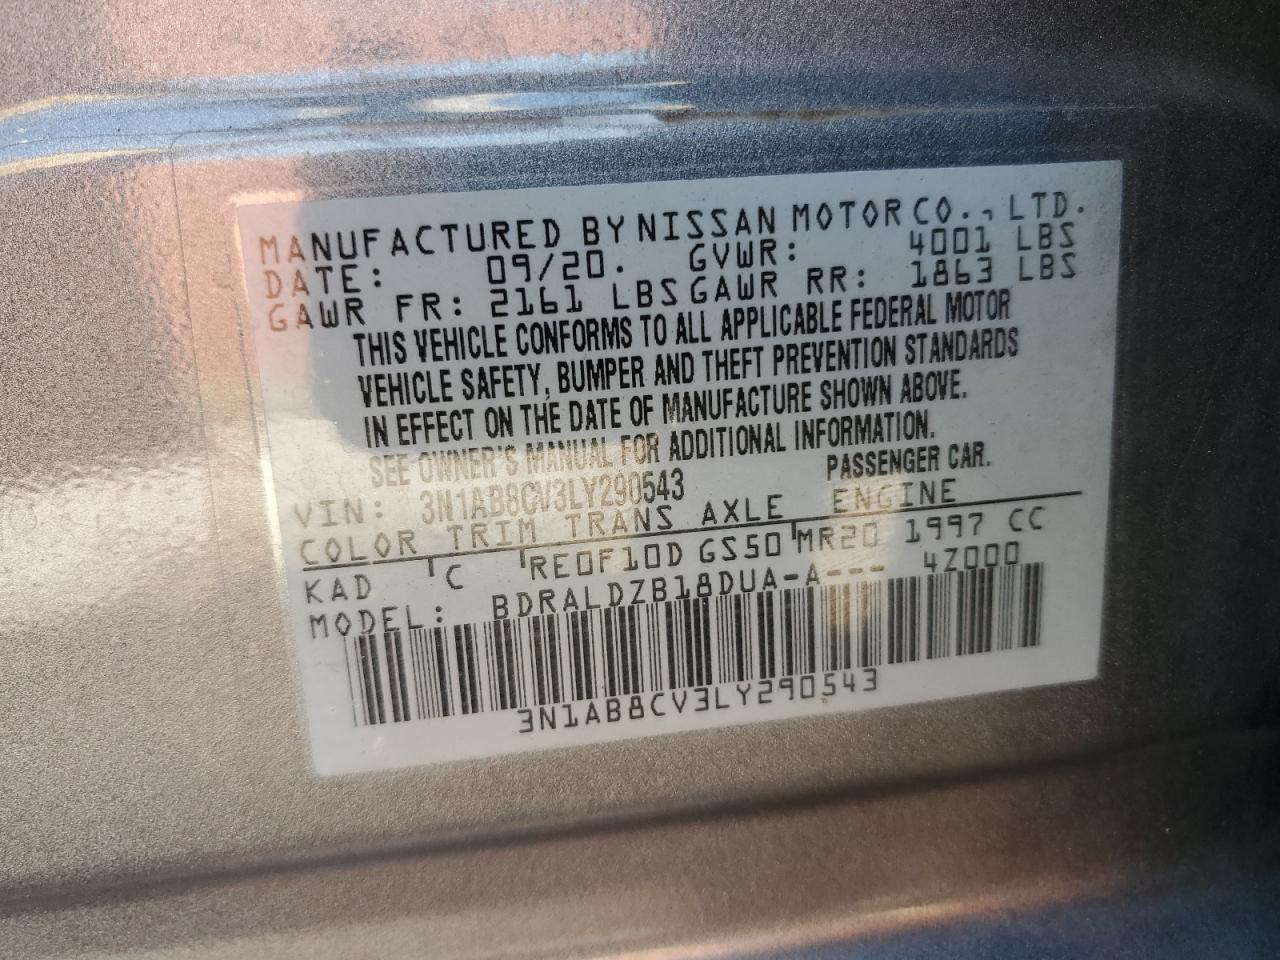 MANUFACTURED BY NISSAN MOTOR CO., LTD.
DATE: 09/20. GVWR: 4001 LBS
GAWR FR: 2161 LBS GAWR RR: 1863 LBS
THIS VEHICLE CONFORMS TO ALL APPLICABLE FEDERAL MOTOR
VEHICLE SAFETY, BUMPER AND THEFT PREVENTION STANDARDS
IN EFFECT ON THE DATE OF MANUFACTURE SHOWN ABOVE.
SEE OWNER'S MANUAL FOR ADDITIONAL INFORMATION.
VIN: 3N1AB8CV3LY290543 PASSENGER CAR.
COLOR TRIM TRANS AXLE ENGINE
KAD C RE0F10D GS50 MR20 1997 CC
MODEL: BDRALDZB18DUA-A--- 4Z000
3N1AB8CV3LY290543